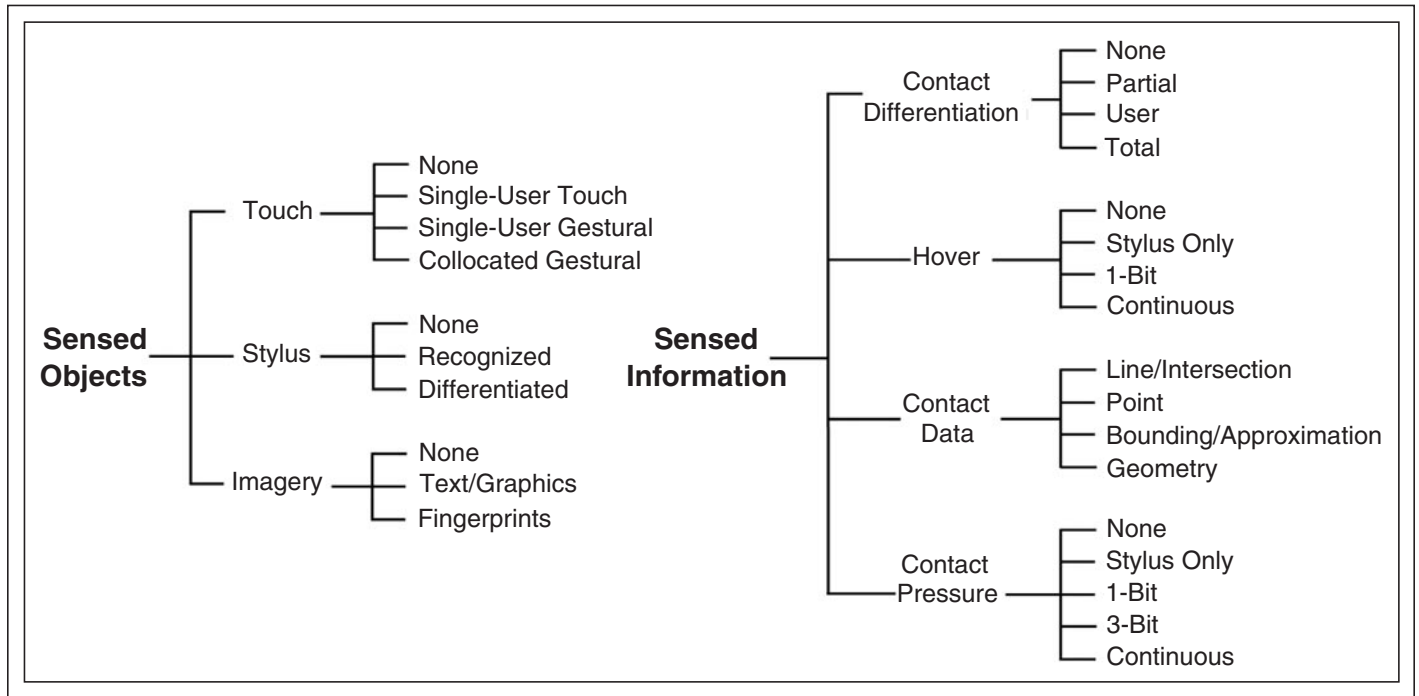 Sensed
Objects
Touch
None
Single-User Touch
Single-User Gestural
Collocated Gestural
Stylus
None
Recognized
Differentiated
Imagery
None
Text/Graphics
Fingerprints
Sensed
Information
Contact
Differentiation
None
Partial
User
Total
Hover
None
Stylus Only
1-Bit
Continuous
Contact
Data
Line/Intersection
Point
Bounding/Approximation
Geometry
Contact
Pressure
None
Stylus Only
1-Bit
3-Bit
Continuous